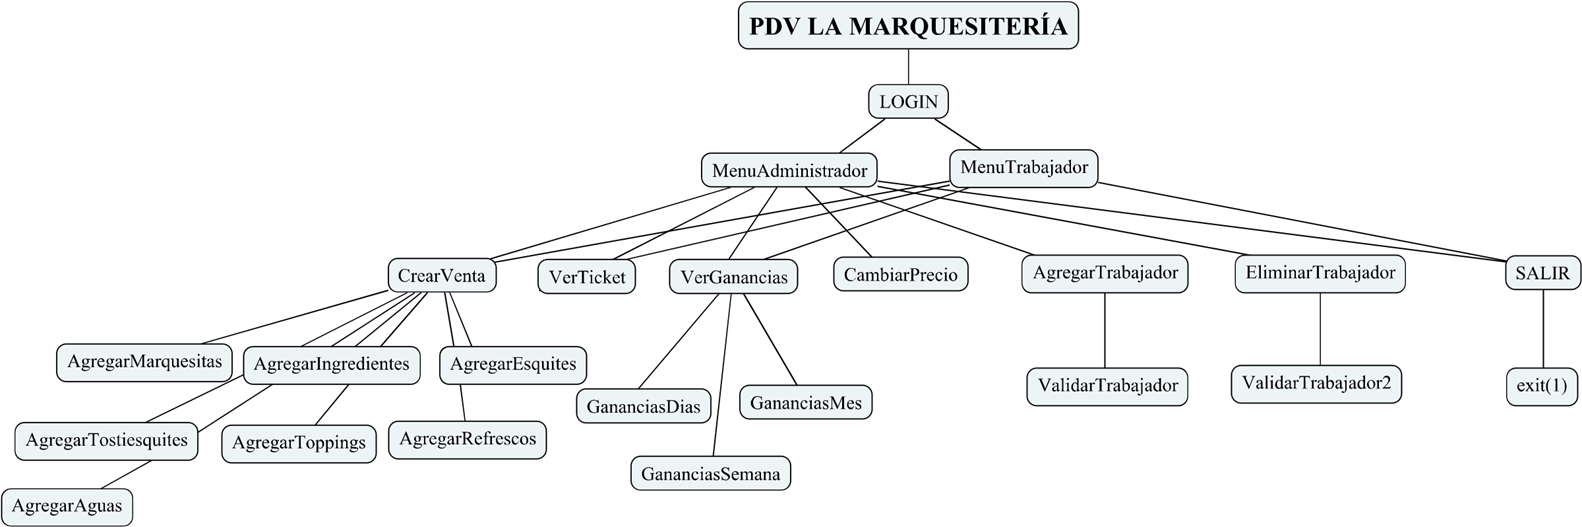 PDV LA MARQUESITERÍA
LOGIN
MenuAdministrador
MenuTrabajador
CrearVenta
VerTicket
VerGanancias
CambiarPrecio
AgregarTrabajador
EliminarTrabajador
SALIR
AgregarMarquesitas
AgregarIngredientes
AgregarEsquites
GananciasDias
GananciasMes
ValidarTrabajador
ValidarTrabajador2
exit(1)
AgregarTostiesquites
AgregarToppings
AgregarRefrescos
GananciasSemana
AgregarAguas